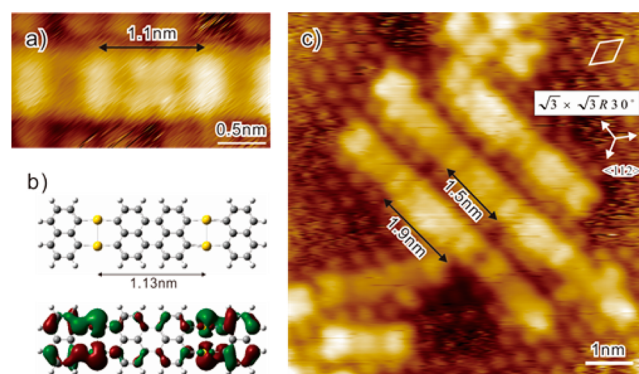 a)
1.1nm
0.5nm
b)
1.13nm
c)
√3 × √3 R 30°
<112>
1.5nm
1.9nm
1nm